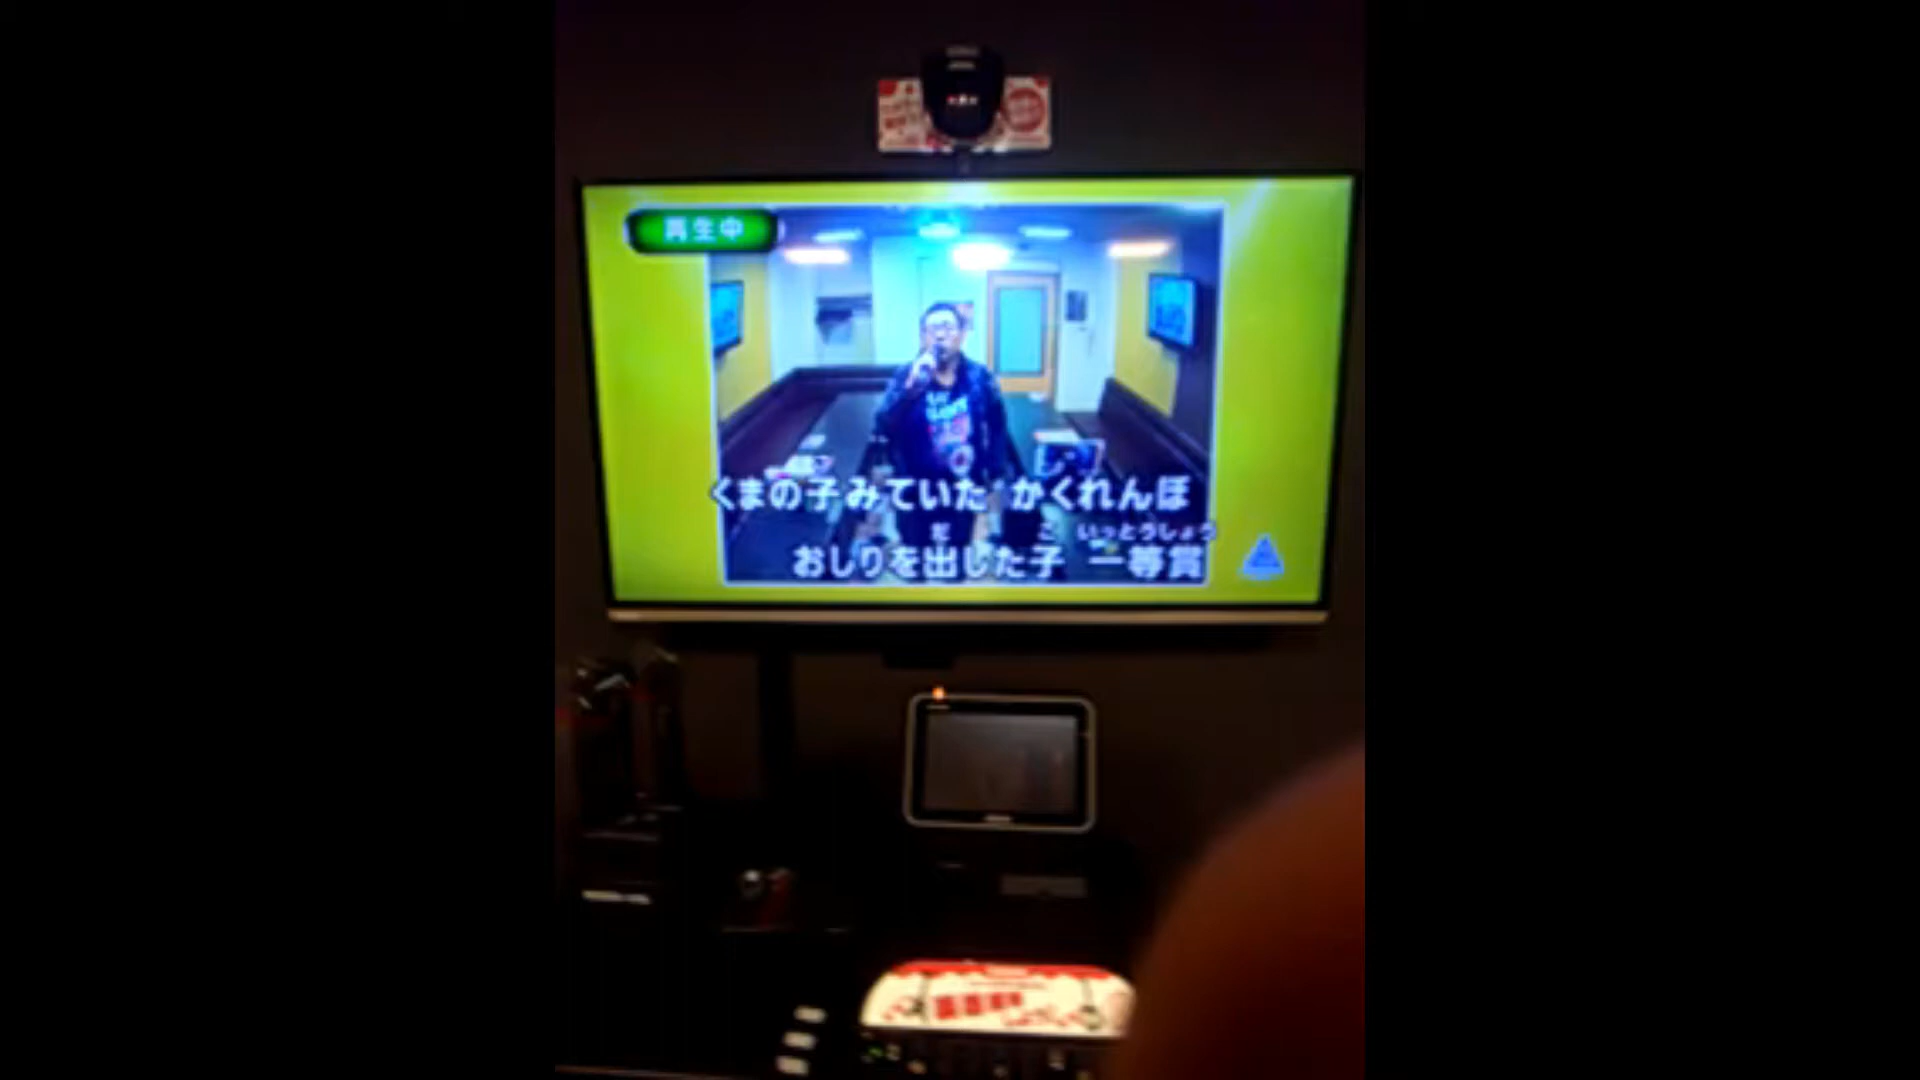 再生中
くまの子みていた かくれんぼ
だ こ いっとうしょう
おしりを出した子 一等賞